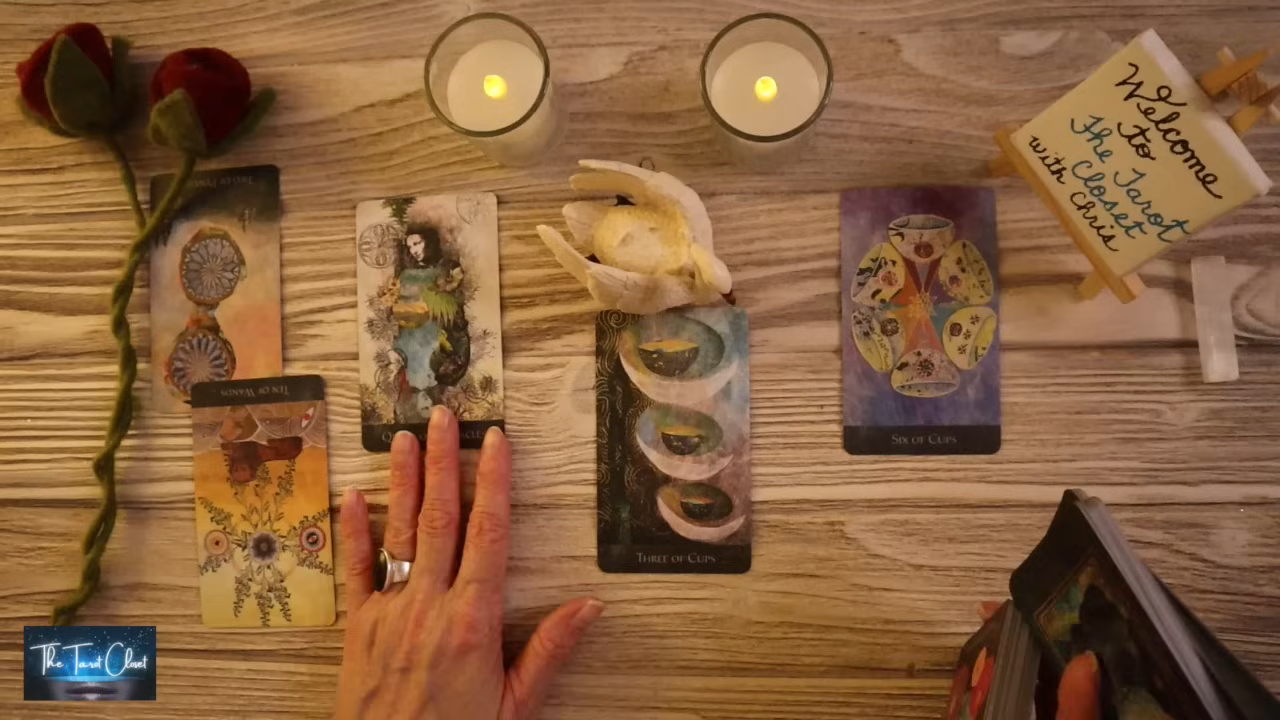 Welcome
to
The Tarot
Closet
with Chris
TEN OF WANDS
THREE OF CUPS
SIX OF CUPS
The Tarot Closet